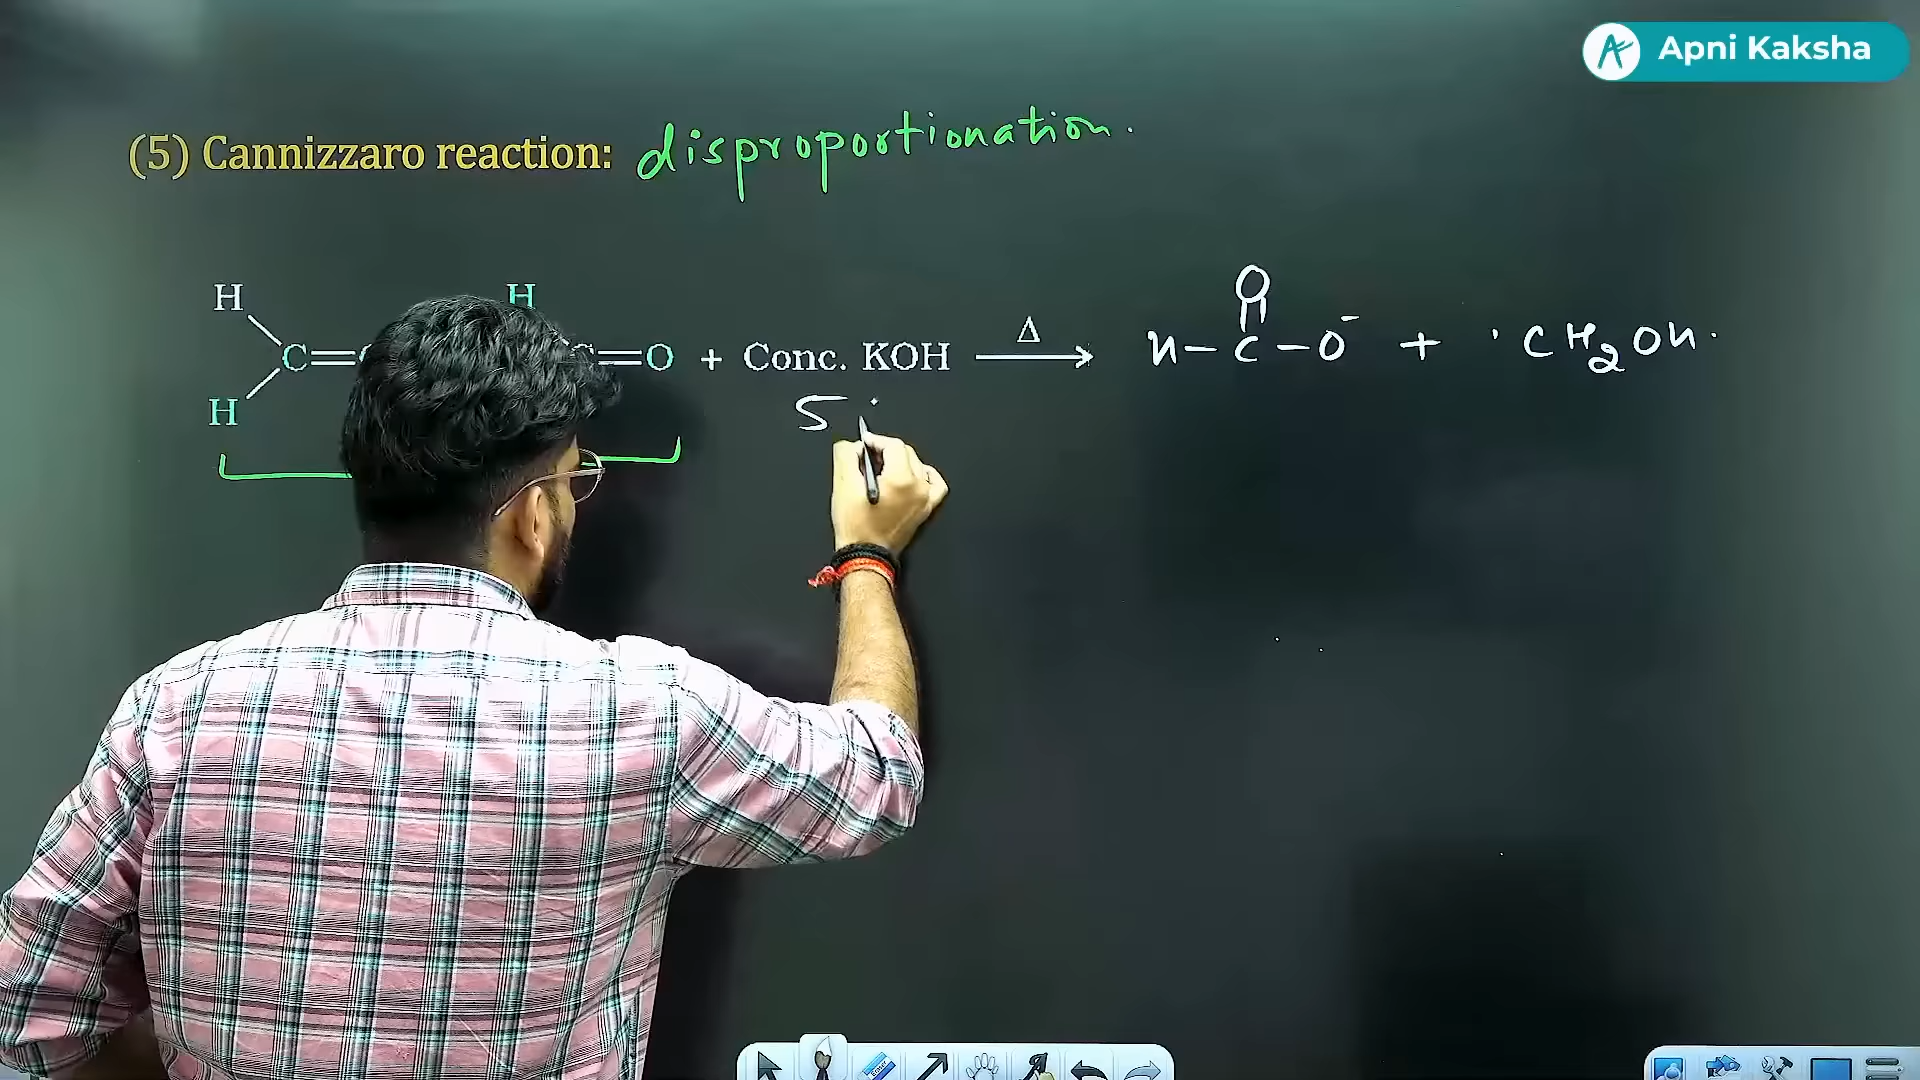 Apni Kaksha
(5) Cannizzaro reaction: disproportionation.
H H
C=O + Conc. KOH Δ H-C-O⁻ + CH₂OH.
O
H
5